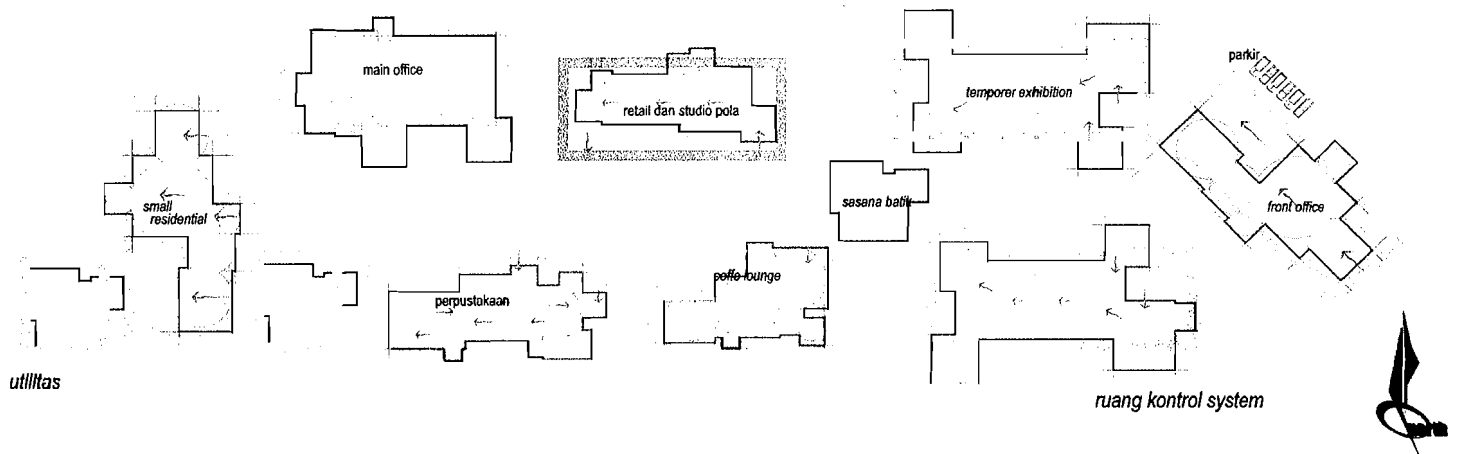 main office
retail dan studio pola
temporer exhibition
parkir
small
residential
sasana batik
front office
perpustakaan
coffe lounge
utilitas
ruang kontrol system
north